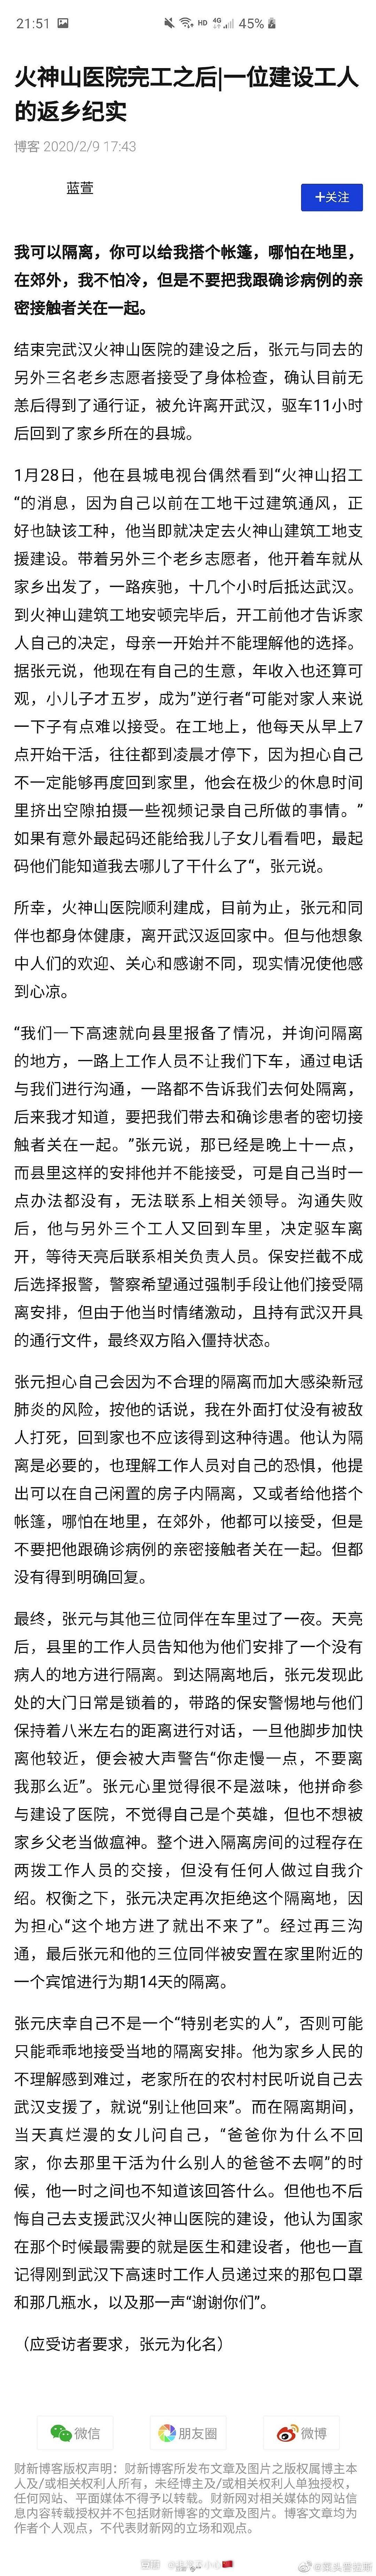 21:51
HD 4G 45%
火神山医院完工之后|一位建设工人
的返乡纪实
博客 2020/2/9 17:43
蓝萱
+关注
我可以隔离，你可以给我搭个帐篷，哪怕在地里，
在郊外，我不怕冷，但是不要把我跟确诊病例的亲
密接触者关在一起。
结束完武汉火神山医院的建设之后，张元与同去的
另外三名老乡志愿者接受了身体检查，确认目前无
恙后得到了通行证，被允许离开武汉，驱车11小时
后回到了家乡所在的县城。
1月28日，他在县城电视台偶然看到“火神山招工
“的消息，因为自己以前在工地干过建筑通风，正
好也缺该工种，他当即就决定去火神山建筑工地支
援建设。带着另外三个老乡志愿者，他开着车就从
家乡出发了，一路疾驰，十几个小时后抵达武汉。
到火神山建筑工地安顿完毕后，开工前他才告诉家
人自己的决定，母亲一开始并不能理解他的选择。
据张元说，他现在有自己的生意，年收入也还算可
观，小儿子才五岁，成为”逆行者“可能对家人来说
一下子有点难以接受。在工地上，他每天从早上7
点开始干活，往往都到凌晨才停下，因为担心自己
不一定能够再度回到家里，他会在极少的休息时间
里挤出空隙拍摄一些视频记录自己所做的事情。”
如果有意外最起码还能给我儿子女儿看看吧，最起
码他们能知道我去哪儿了干什么了“，张元说。
所幸，火神山医院顺利建成，目前为止，张元和同
伴也都身体健康，离开武汉返回家中。但与他想象
中人们的欢迎、关心和感谢不同，现实情况使他感
到心凉。
“我们一下高速就向县里报备了情况，并询问隔离
的地方，一路上工作人员不让我们下车，通过电话
与我们进行沟通，一路都不告诉我们去何处隔离，
后来我才知道，要把我们带去和确诊患者的密切接
触者关在一起。”张元说，那已经是晚上十一点，
而县里这样的安排他并不能接受，可是自己当时一
点办法都没有，无法联系上相关领导。沟通失败
后，他与另外三个工人又回到车里，决定驱车离
开，等待天亮后联系相关负责人员。保安拦截不成
后选择报警，警察希望通过强制手段让他们接受隔
离安排，但由于他当时情绪激动，且持有武汉开具
的通行文件，最终双方陷入僵持状态。
张元担心自己会因为不合理的隔离而加大感染新冠
肺炎的风险，按他的话说，我在外面打仗没有被敌
人打死，回到家也不应该得到这种待遇。他认为隔
离是必要的，也理解工作人员对自己的恐惧，他提
出可以在自己闲置的房子内隔离，又或者给他搭个
帐篷，哪怕在地里，在郊外，他都可以接受，但是
不要把他跟确诊病例的亲密接触者关在一起。但都
没有得到明确回复。
最终，张元与其他三位同伴在车里过了一夜。天亮
后，县里的工作人员告知他为他们安排了一个没有
病人的地方进行隔离。到达隔离地后，张元发现此
处的大门日常是锁着的，带路的保安警惕地与他们
保持着八米左右的距离进行对话，一旦他脚步加快
离他较近，便会被大声警告“你走慢一点，不要离
我那么近”。张元心里觉得很不是滋味，他拼命参
与建设了医院，不觉得自己是个英雄，但也不想被
家乡父老当做瘟神。整个进入隔离房间的过程存在
两拨工作人员的交接，但没有任何人做过自我介
绍。权衡之下，张元决定再次拒绝这个隔离地，因
为担心“这个地方进了就出不来了”。经过再三沟
通，最后张元和他的三位同伴被安置在家里附近的
一个宾馆进行为期14天的隔离。
张元庆幸自己不是一个“特别老实的人”，否则可能
只能乖乖地接受当地的隔离安排。他为家乡人民的
不理解感到难过，老家所在的农村村民听说自己去
武汉支援了，就说“别让他回来”。而在隔离期间，
当天真烂漫的女儿问自己，“爸爸你为什么不回
家，你去那里干活为什么别人的爸爸不去啊”的时
候，他一时之间也不知道该回答什么。但他也不后
悔自己去支援武汉火神山医院的建设，他认为国家
在那个时候最需要的就是医生和建设者，他也一直
记得刚到武汉下高速时工作人员递过来的那包口罩
和那几瓶水，以及那一声“谢谢你们”。
（应受访者要求，张元为化名）
微信
朋友圈
微博
财新博客版权声明：财新博客所发布文章及图片之版权属博主本
人及/或相关权利人所有，未经博主及/或相关权利人单独授权，
任何网站、平面媒体不得予以转载。财新网对相关媒体的网站信
息内容转载授权并不包括财新博客的文章及图片。博客文章均为
作者个人观点，不代表财新网的立场和观点。